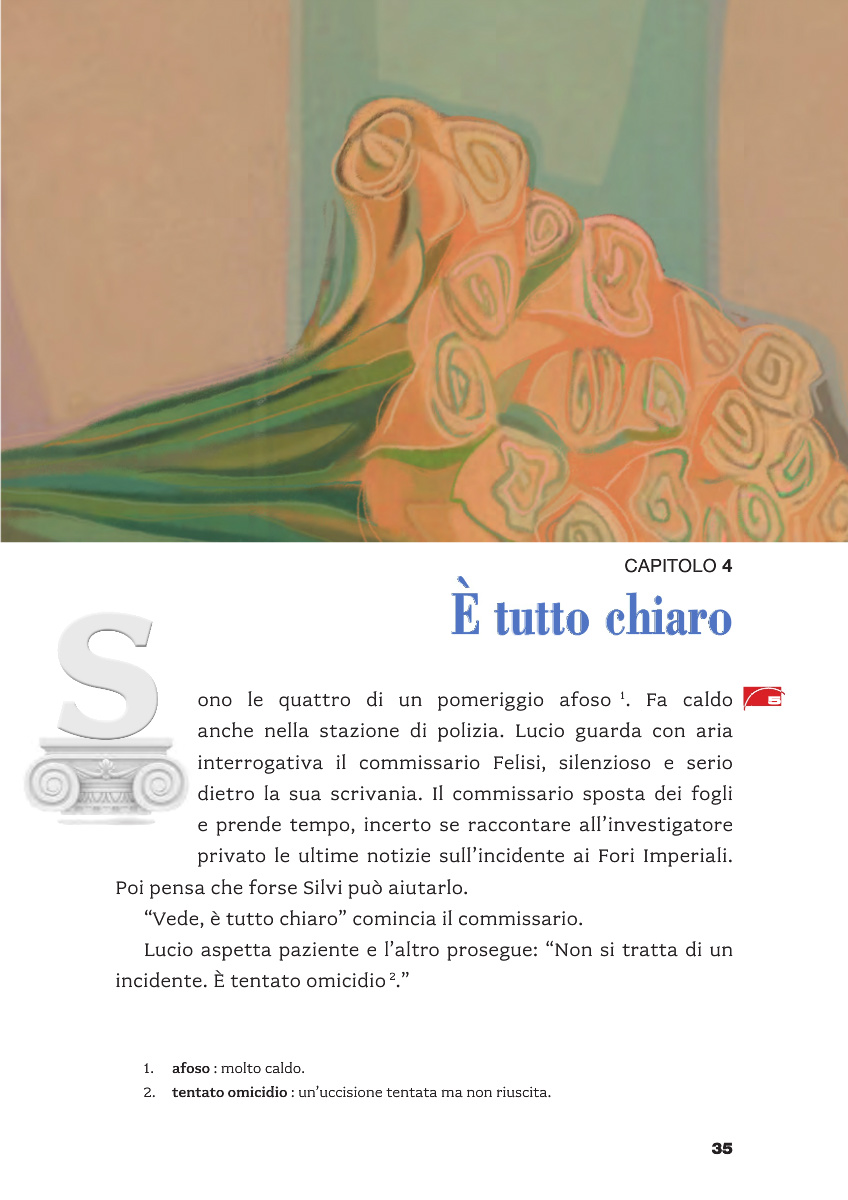 CAPITOLO 4
È tutto chiaro
Sono le quattro di un pomeriggio afoso 1. Fa caldo
anche nella stazione di polizia. Lucio guarda con aria
interrogativa il commissario Felisi, silenzioso e serio
dietro la sua scrivania. Il commissario sposta dei fogli
e prende tempo, incerto se raccontare all’investigatore
privato le ultime notizie sull’incidente ai Fori Imperiali.
Poi pensa che forse Silvi può aiutarlo.
“Vede, è tutto chiaro” comincia il commissario.
Lucio aspetta paziente e l’altro prosegue: “Non si tratta di un
incidente. È tentato omicidio 2.”
1. afoso : molto caldo.
2. tentato omicidio : un’uccisione tentata ma non riuscita.
35